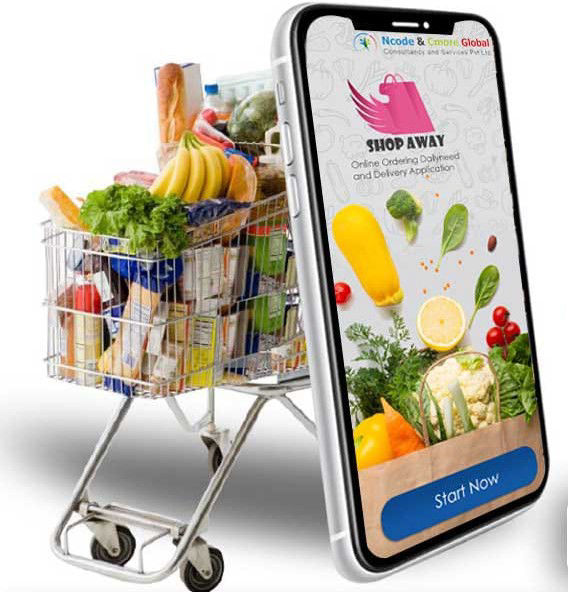 Ncode & Cmore Global
Consultancy and Services Pvt Ltd
SHOP AWAY
Online Ordering Dailyneed
and Delivery Application
Start Now